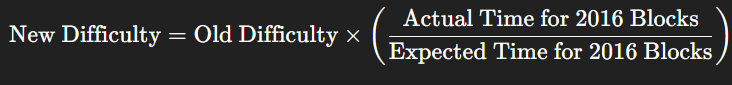 New Difficulty = Old Difficulty × (Actual Time for 2016 Blocks / Expected Time for 2016 Blocks)